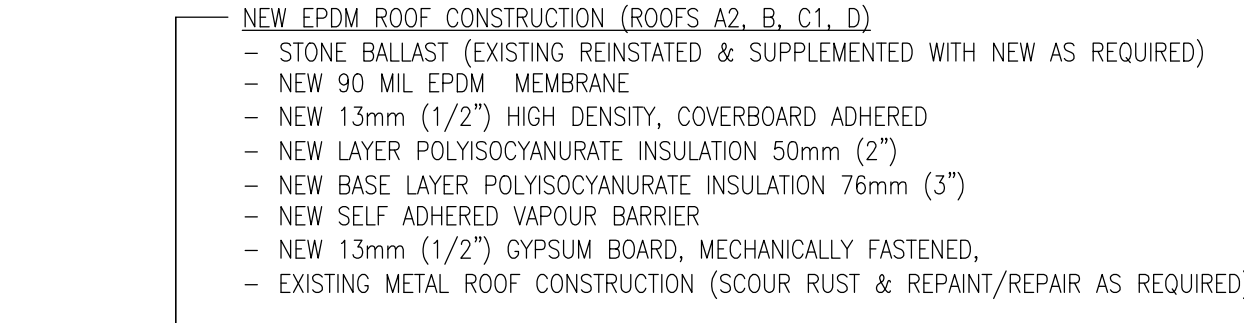 NEW EPDM ROOF CONSTRUCTION (ROOFS A2, B, C1, D)
– STONE BALLAST (EXISTING REINSTATED & SUPPLEMENTED WITH NEW AS REQUIRED)
– NEW 90 MIL EPDM MEMBRANE
– NEW 13mm (1/2”) HIGH DENSITY, COVERBOARD ADHERED
– NEW LAYER POLYISOCYANURATE INSULATION 50mm (2”)
– NEW BASE LAYER POLYISOCYANURATE INSULATION 76mm (3”)
– NEW SELF ADHERED VAPOUR BARRIER
– NEW 13mm (1/2”) GYPSUM BOARD, MECHANICALLY FASTENED,
– EXISTING METAL ROOF CONSTRUCTION (SCOUR RUST & REPAINT/REPAIR AS REQUIRED)